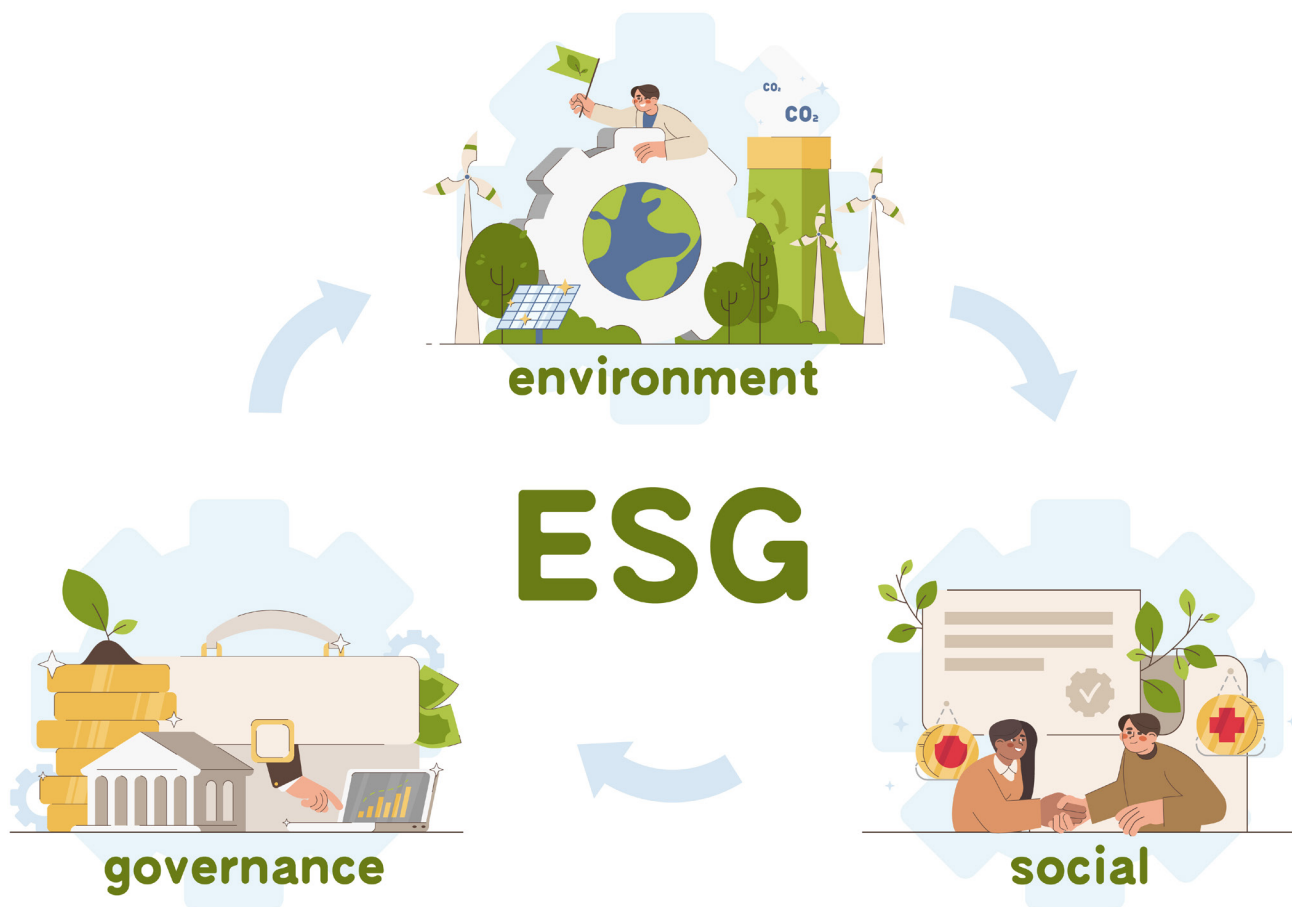 CO₂
CO₂
environment
ESG
governance
social